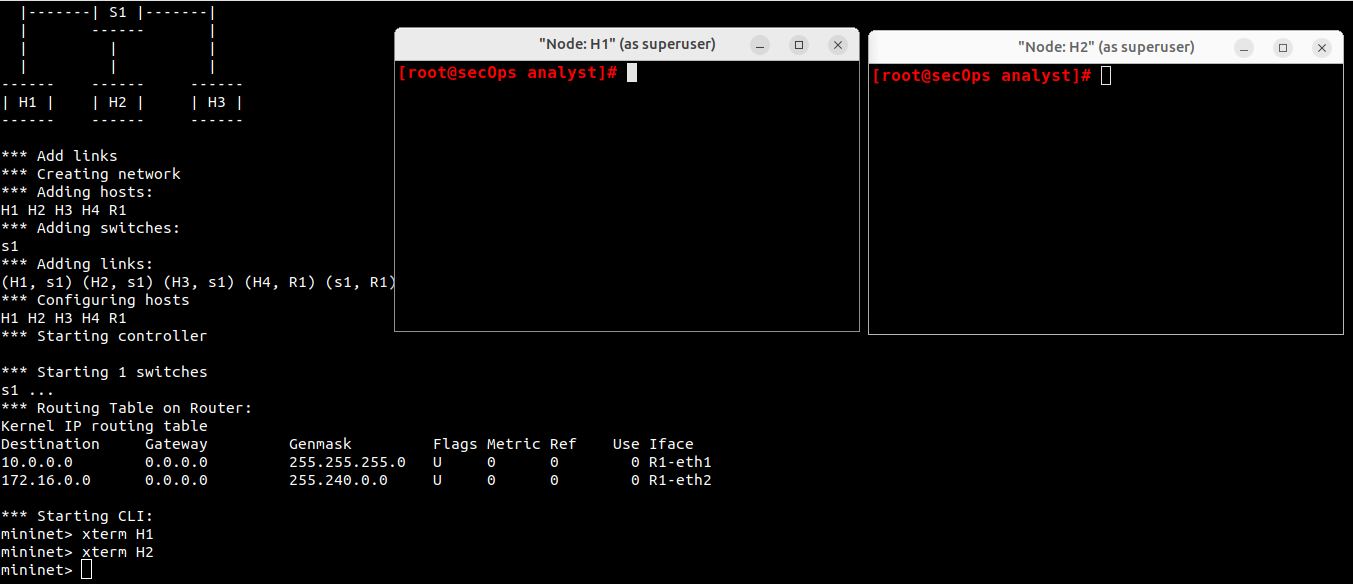 |-------| S1 |-------|
|       ------       |
|         |          |
|         |          |
------    ------     ------
| H1 |    | H2 |     | H3 |
------    ------     ------
*** Add links
*** Creating network
*** Adding hosts:
H1 H2 H3 H4 R1
*** Adding switches:
s1
*** Adding links:
(H1, s1) (H2, s1) (H3, s1) (H4, R1) (s1, R1)
*** Configuring hosts
H1 H2 H3 H4 R1
*** Starting controller
*** Starting 1 switches
s1 ...
*** Routing Table on Router:
Kernel IP routing table
Destination     Gateway         Genmask         Flags Metric Ref    Use Iface
10.0.0.0        0.0.0.0         255.255.255.0   U     0      0        0 R1-eth1
172.16.0.0      0.0.0.0         255.240.0.0     U     0      0        0 R1-eth2
*** Starting CLI:
mininet> xterm H1
mininet> xterm H2
mininet>
"Node: H1" (as superuser)
[root@secOps analyst]#
"Node: H2" (as superuser)
[root@secOps analyst]#